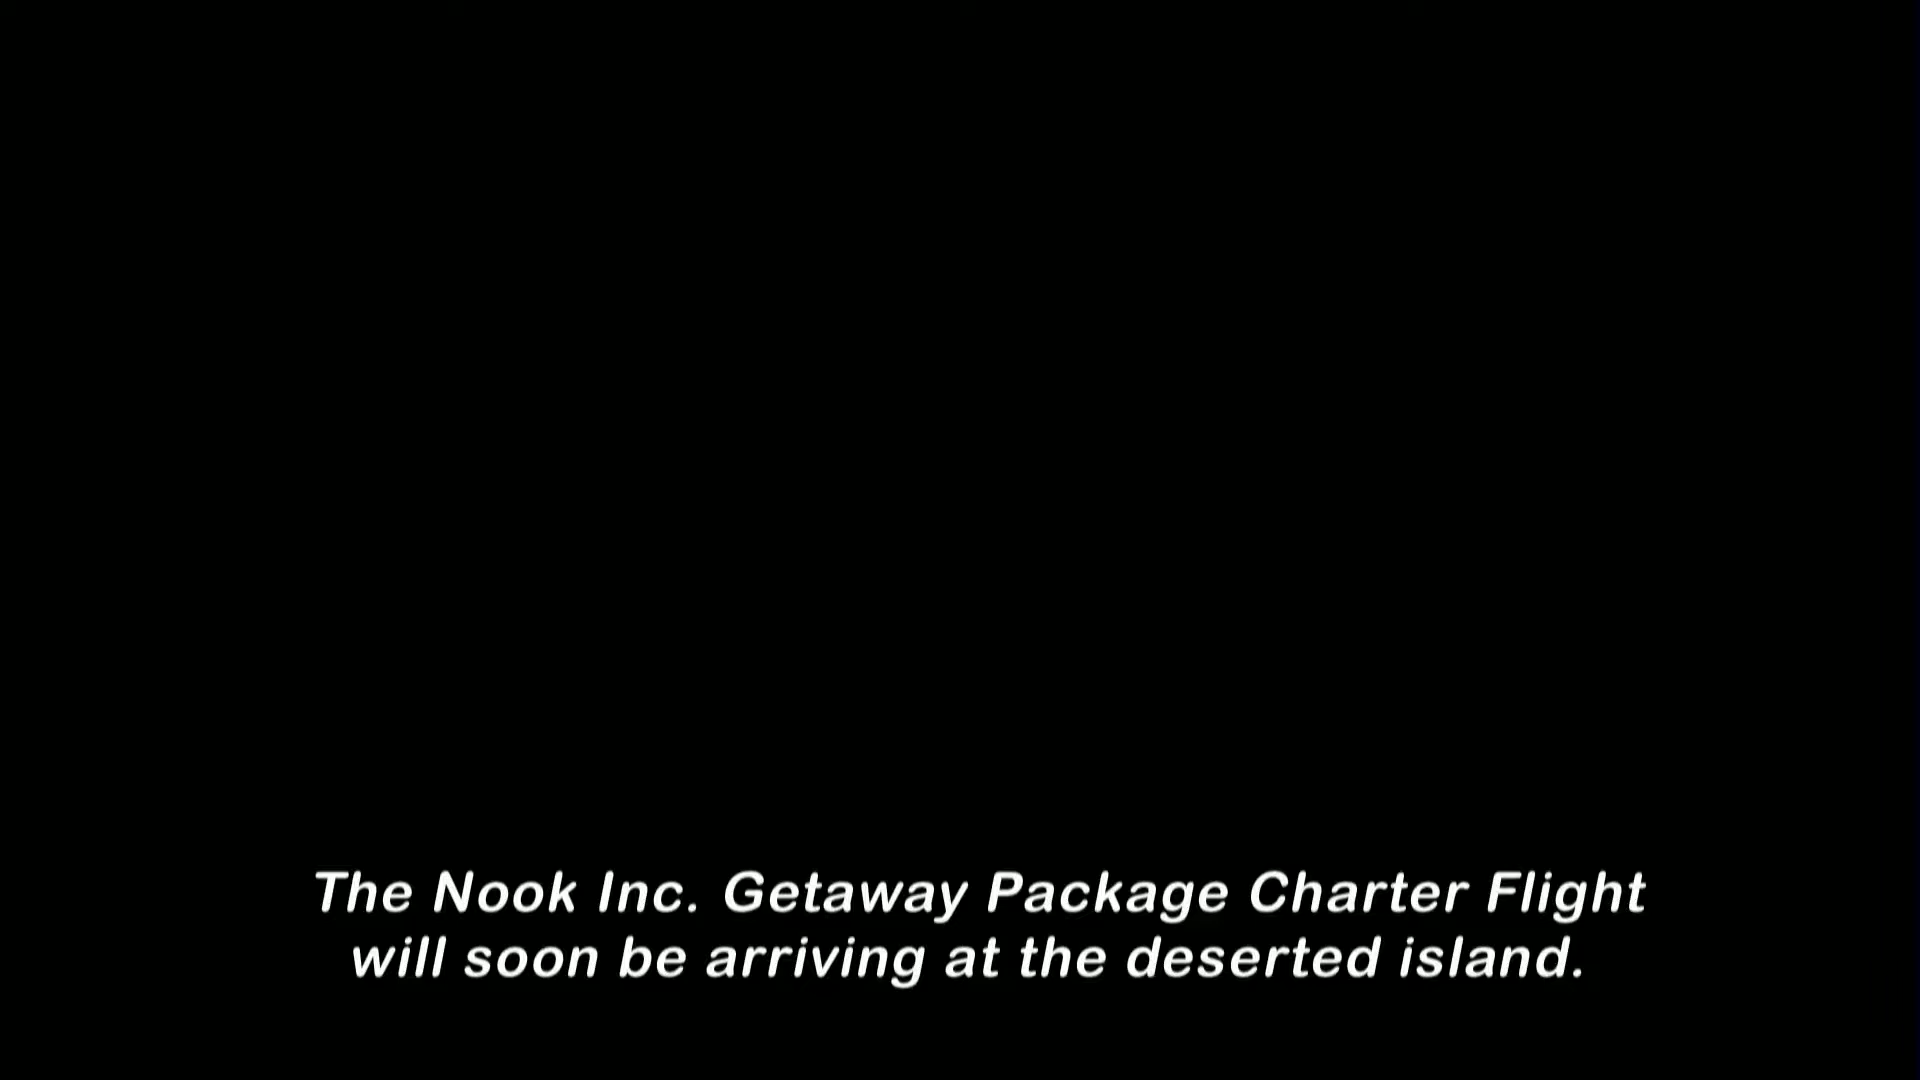 The Nook Inc. Getaway Package Charter Flight
will soon be arriving at the deserted island.